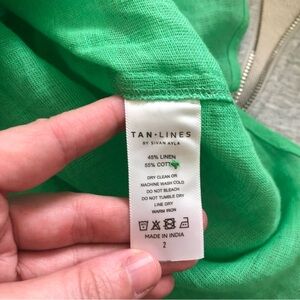 TAN · LINES
BY SIVAN AYLA
45% LINEN
55% COTTON
DRY CLEAN OR
MACHINE WASH COLD
DO NOT BLEACH
DO NOT TUMBLE DRY
LINE DRY
WARM IRON
MADE IN INDIA
2